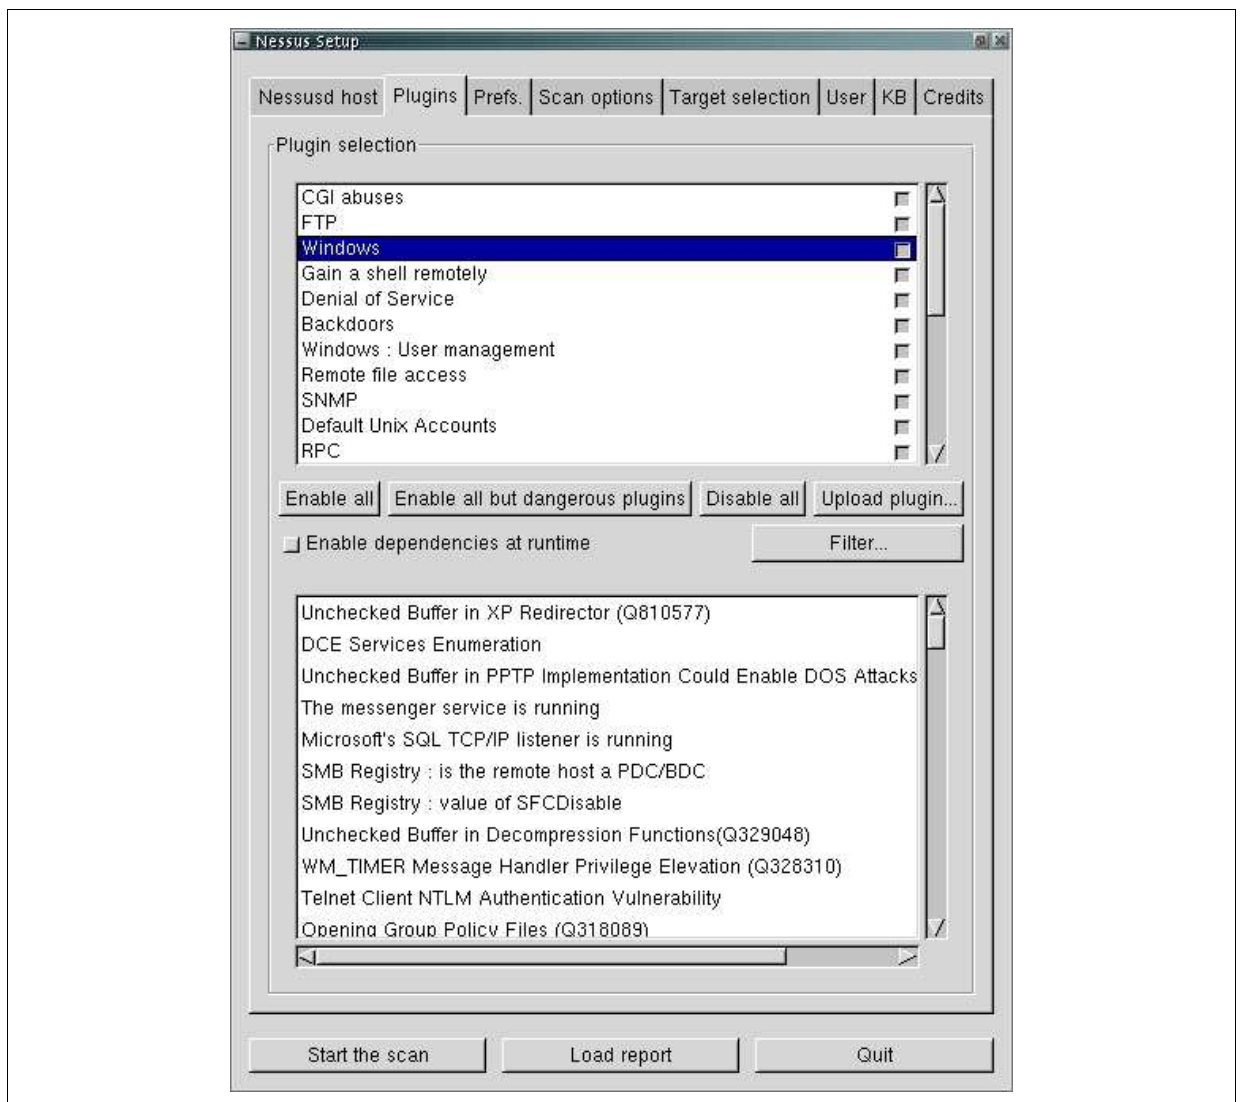 Nessus Setup
Nessusd host Plugins Prefs. Scan options Target selection User KB Credits
Plugin selection
CGI abuses
FTP
Windows
Gain a shell remotely
Denial of Service
Backdoors
Windows : User management
Remote file access
SNMP
Default Unix Accounts
RPC
Enable all Enable all but dangerous plugins Disable all Upload plugin...
Enable dependencies at runtime Filter...
Unchecked Buffer in XP Redirector (Q810577)
DCE Services Enumeration
Unchecked Buffer in PPTP Implementation Could Enable DOS Attacks
The messenger service is running
Microsoft's SQL TCP/IP listener is running
SMB Registry : is the remote host a PDC/BDC
SMB Registry : value of SFCDisable
Unchecked Buffer in Decompression Functions(Q329048)
WM_TIMER Message Handler Privilege Elevation (Q328310)
Telnet Client NTLM Authentication Vulnerability
Opening Group Policy Files (Q318089)
Start the scan Load report Quit